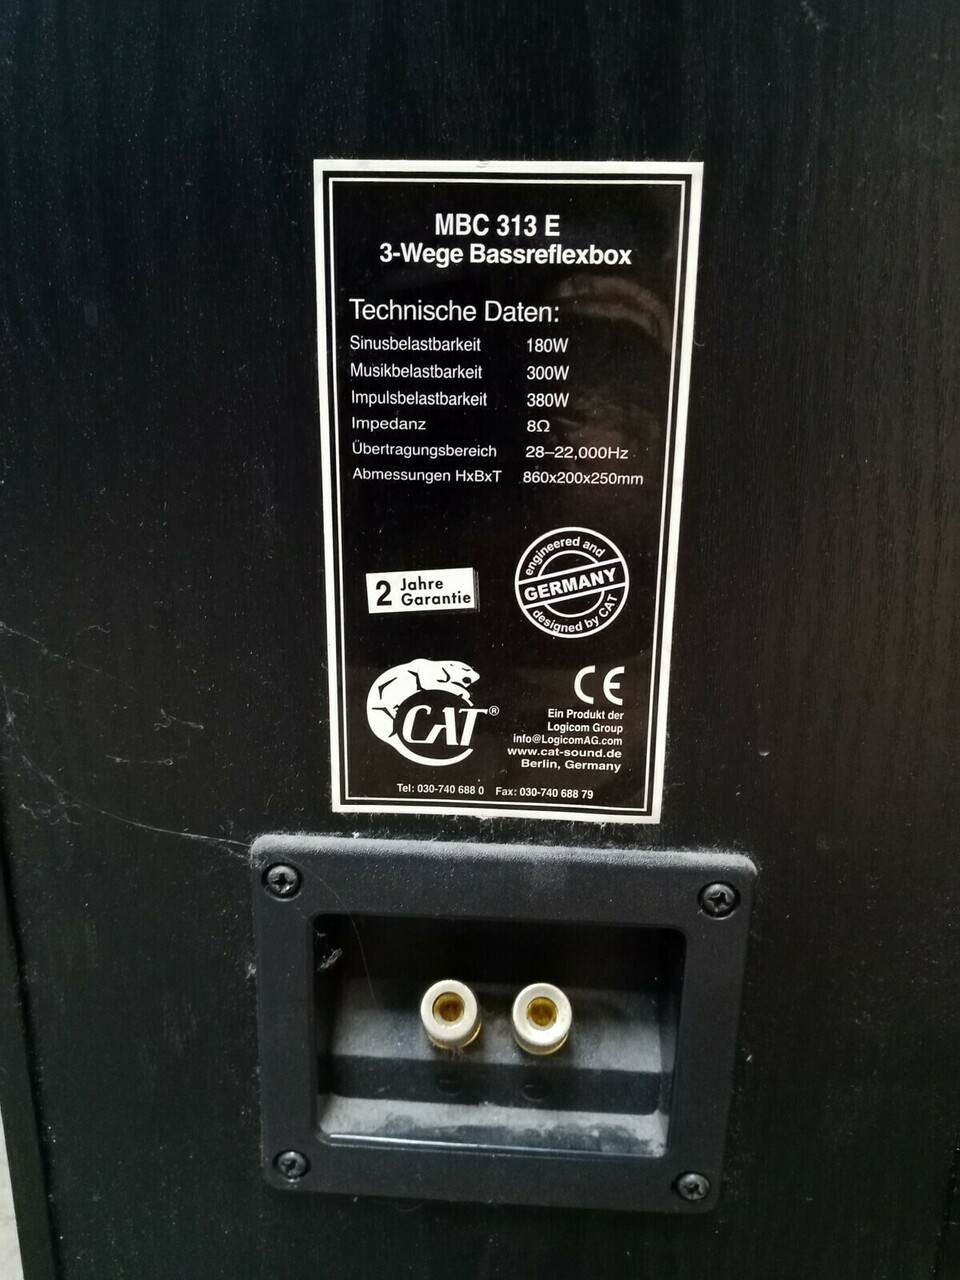 MBC 313 E
3-Wege Bassreflexbox
Technische Daten:
Sinusbelastbarkeit 180W
Musikbelastbarkeit 300W
Impulsbelastbarkeit 380W
Impedanz 8Ω
Übertragungsbereich 28–22,000Hz
Abmessungen HxBxT 860x200x250mm
2 Jahre
Garantie
engineered and
GERMANY
designed by CAT
CAT®
CE
Ein Produkt der
Logicom Group
info@LogicomAG.com
www.cat-sound.de
Berlin, Germany
Tel: 030-740 688 0 Fax: 030-740 688 79